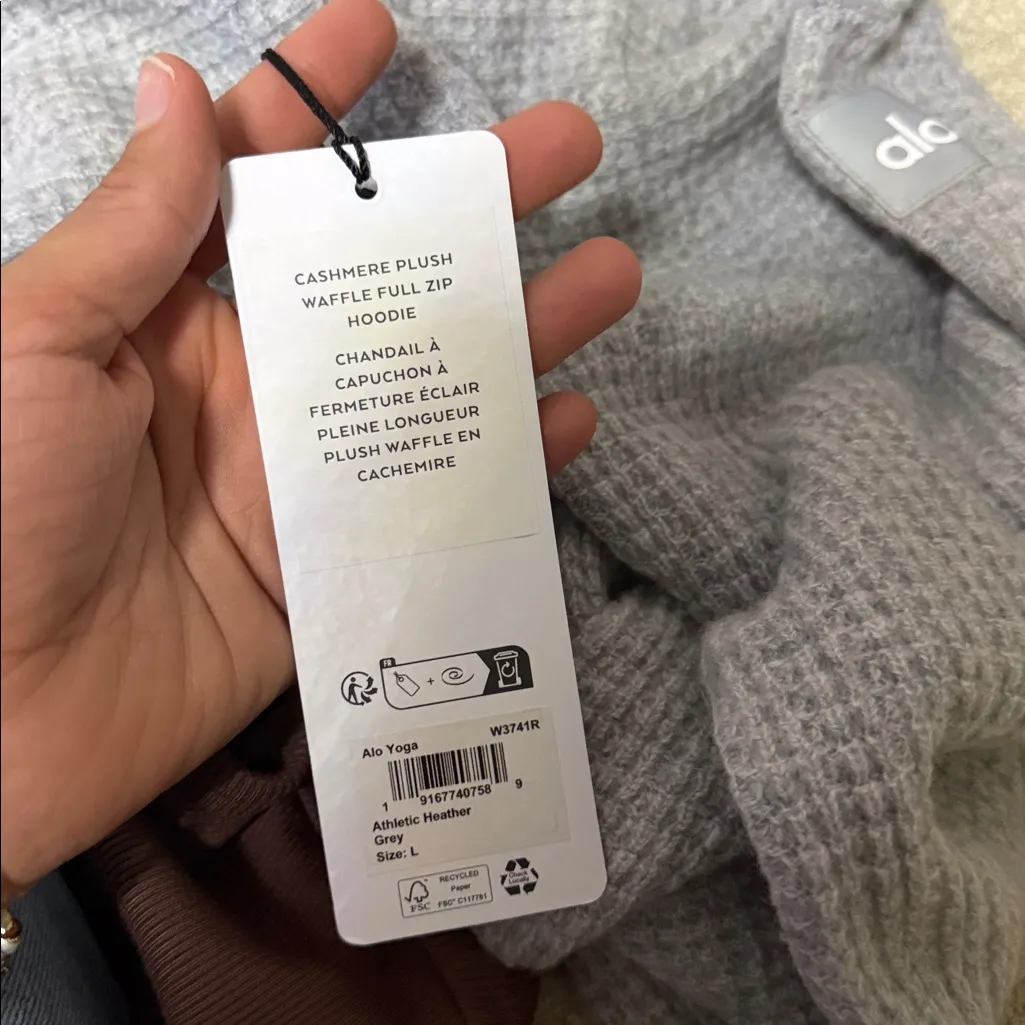 alo
CASHMERE PLUSH
WAFFLE FULL ZIP
HOODIE
CHANDAIL À
CAPUCHON À
FERMETURE ÉCLAIR
PLEINE LONGUEUR
PLUSH WAFFLE EN
CACHEMIRE
FR
+
Alo Yoga W3741R
1 9167740758 9
Athletic Heather
Grey
Size: L
FSC
RECYCLED
Paper
FSC® C117781
Check
Locally